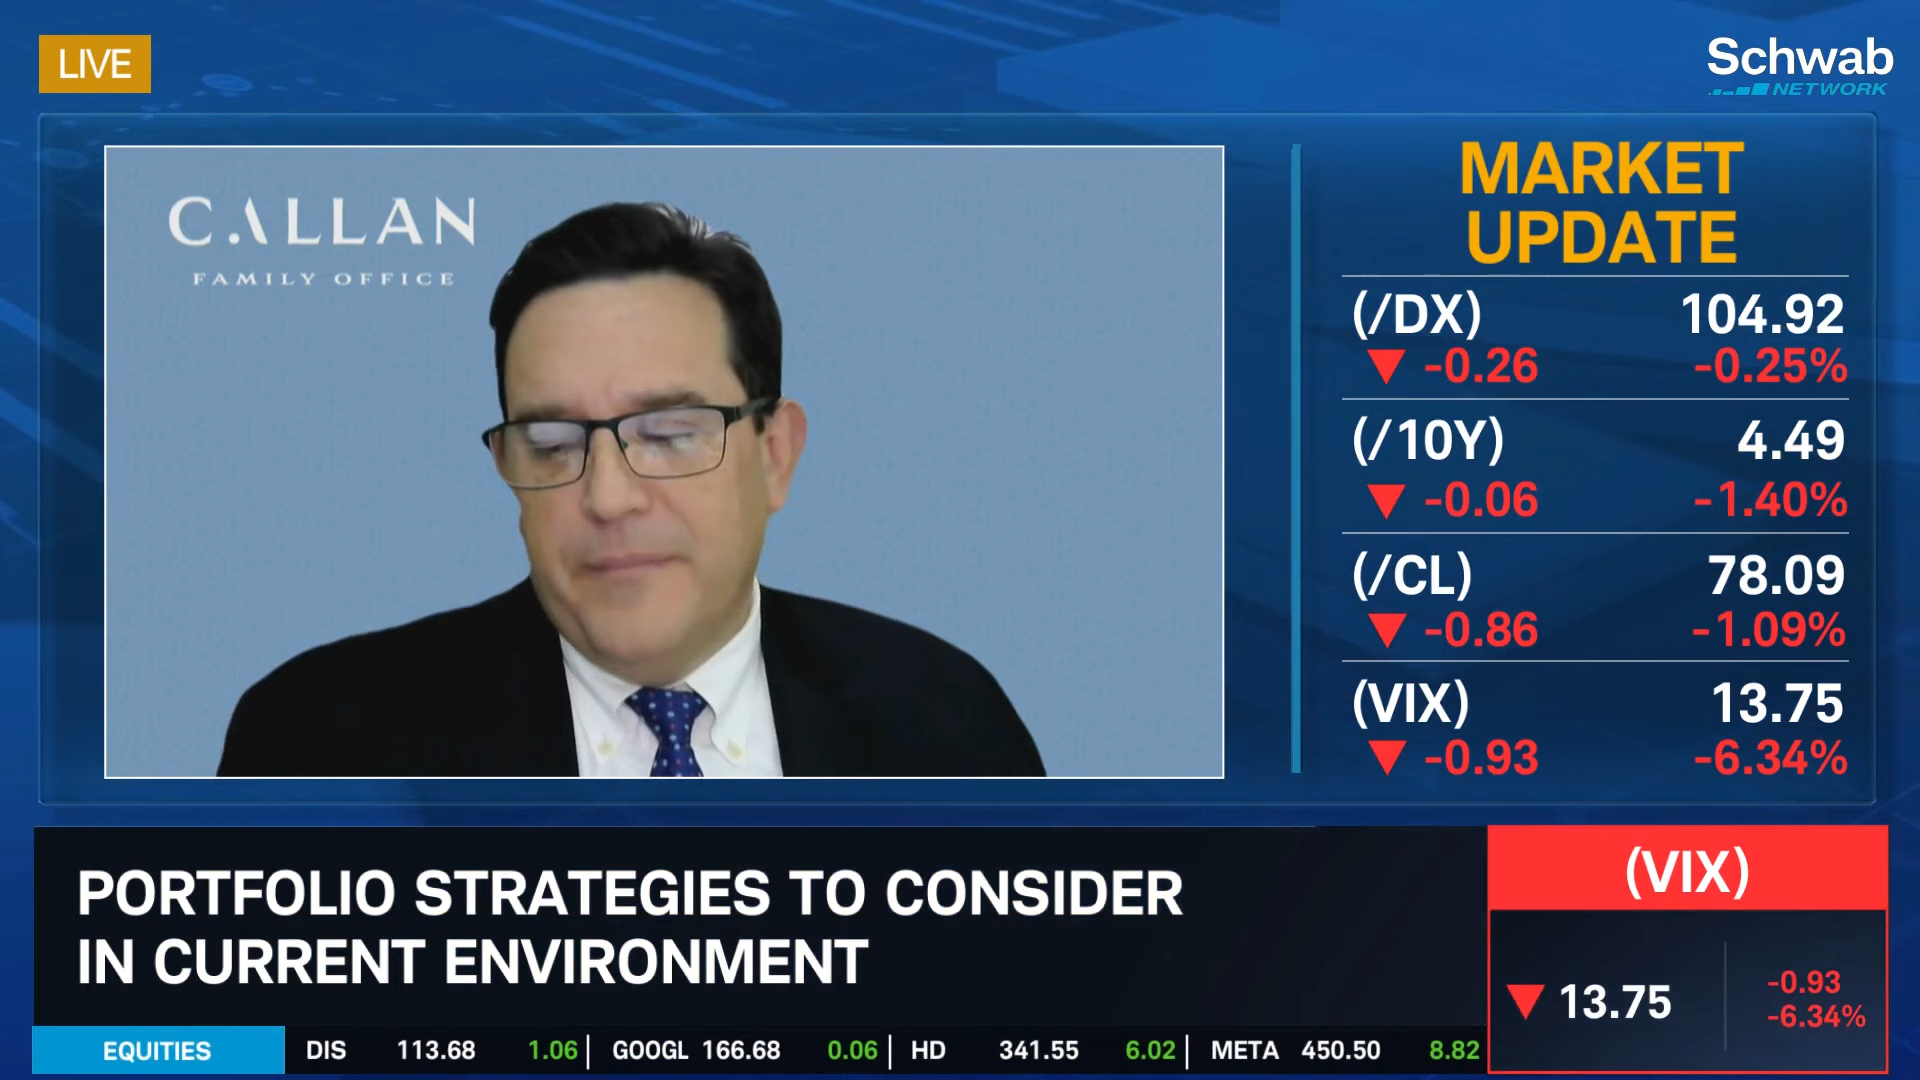 LIVE
Schwab
NETWORK
CALLAN
FAMILY OFFICE
MARKET
UPDATE
(/DX) 104.92
▼ -0.26 -0.25%
(/10Y) 4.49
▼ -0.06 -1.40%
(/CL) 78.09
▼ -0.86 -1.09%
(VIX) 13.75
▼ -0.93 -6.34%
PORTFOLIO STRATEGIES TO CONSIDER
IN CURRENT ENVIRONMENT
(VIX)
▼ 13.75
-0.93
-6.34%
EQUITIES DIS 113.68 1.06 | GOOGL 166.68 0.06 | HD 341.55 6.02 | META 450.50 8.82